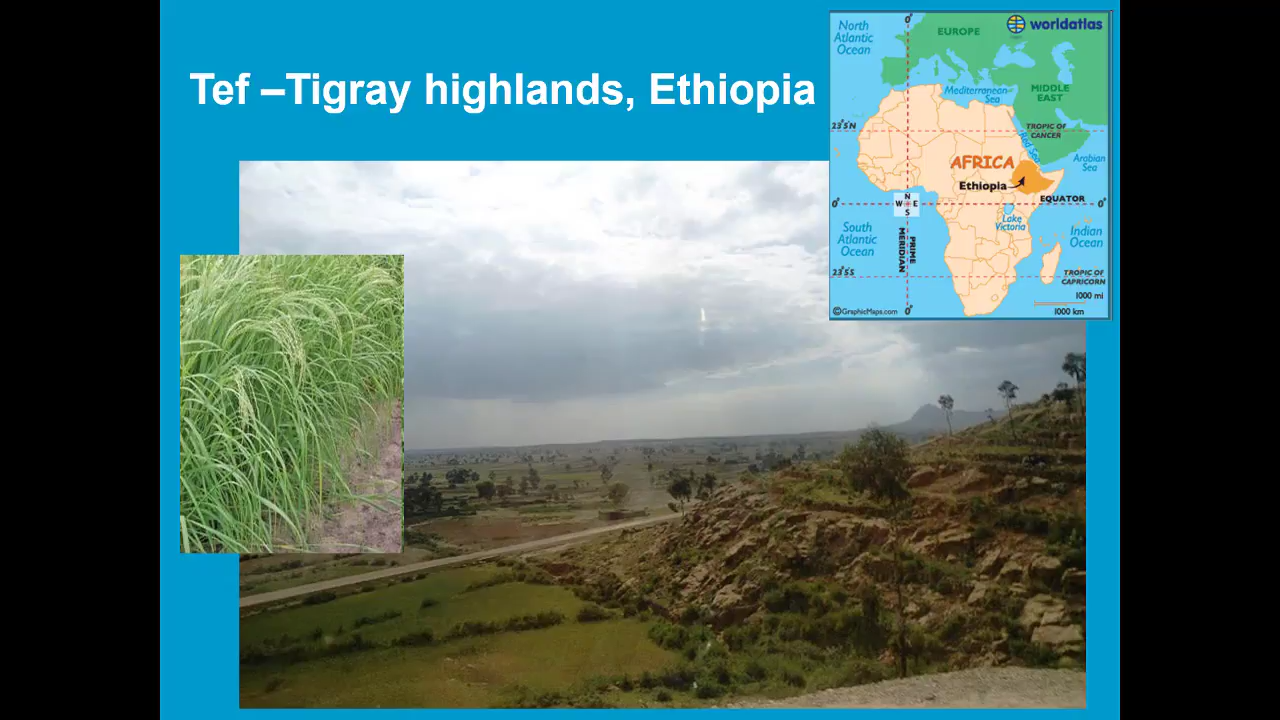 Tef –Tigray highlands, Ethiopia
worldatlas
North
Atlantic
Ocean
0°
EUROPE
Mediterranean
Sea
MIDDLE
EAST
23°5'N
TROPIC OF
CANCER
Red Sea
Arabian
Sea
AFRICA
Ethiopia
EQUATOR
0°
0°
N
W E
S
Lake
Victoria
South
Atlantic
Ocean
PRIME
MERIDIAN
Indian
Ocean
23°5'S
TROPIC OF
CAPRICORN
1000 mi
1000 km
©GraphicMaps.com
0°